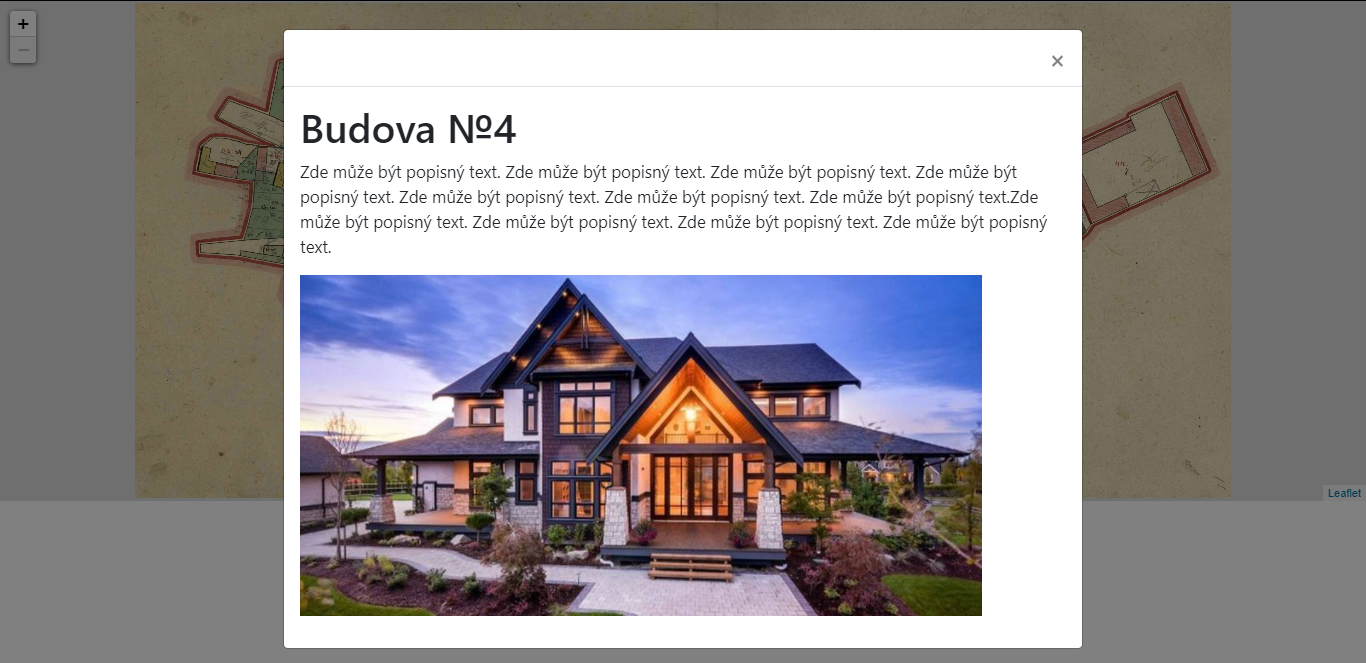 +
−
×
Budova №4
Zde může být popisný text. Zde může být popisný text. Zde může být popisný text. Zde může být
popisný text. Zde může být popisný text. Zde může být popisný text. Zde může být popisný text.Zde
může být popisný text. Zde může být popisný text. Zde může být popisný text. Zde může být popisný
text.
Leaflet